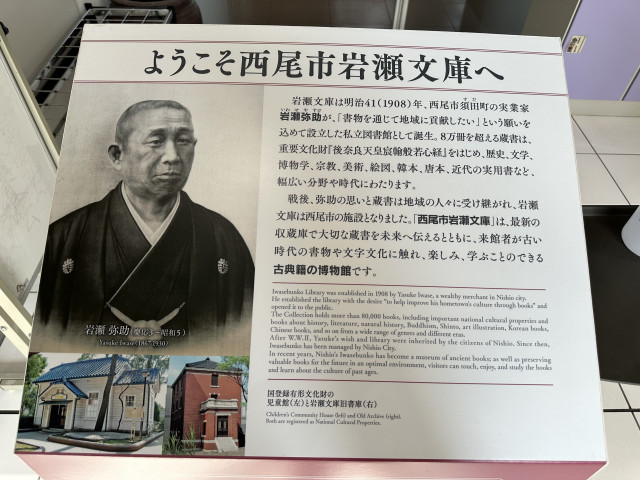 ようこそ西尾市岩瀬文庫へ
岩瀬文庫は明治41(1908)年、西尾市須田町の実業家
岩瀬弥助が、「書物を通じて地域に貢献したい」という願いを
込めて設立した私立図書館として誕生。8万冊を超える蔵書は、
重要文化財『後奈良天皇宸翰般若心経』をはじめ、歴史、文学、
博物学、宗教、美術、絵図、韓本、唐本、近代の実用書など、
幅広い分野や時代にわたります。
戦後、弥助の思いと蔵書は地域の人々に受け継がれ、岩瀬
文庫は西尾市の施設となりました。「西尾市岩瀬文庫」は、最新の
収蔵庫で大切な蔵書を未来へ伝えるとともに、来館者が古い
時代の書物や文字文化に触れ、楽しみ、学ぶことのできる
古典籍の博物館です。
岩瀬 弥助(慶応3〜昭和5)
(Yasuke Iwase, 1867-1930)
Iwasebunko Library was established in 1908 by Yasuke Iwase, a wealthy merchant in Nishio city.
He established the library with the desire "to help improve his hometown's culture through books" and
opened it to the public.
The Collection holds more than 80,000 books, including important national cultural properties and
books about history, literature, natural history, Buddhism, Shinto, art illustration, Korean books,
Chinese books, and so on from a wide range of genres and different eras.
After W.W.II, Yasuke's wish and library were inherited by the citizens of Nishio. Since then,
Iwasebunko has been managed by Nishio City.
In recent years, Nishio's Iwasebunko has become a museum of ancient books; as well as preserving
valuable books for the future in an optimal environment, visitors can touch, enjoy, and study the books
and learn about the culture of past ages.
国登録有形文化財の
児童館(左)と岩瀬文庫旧書庫(右)
Children's Community House (left) and Old Archive (right).
Both are registered as National Cultural Properties.